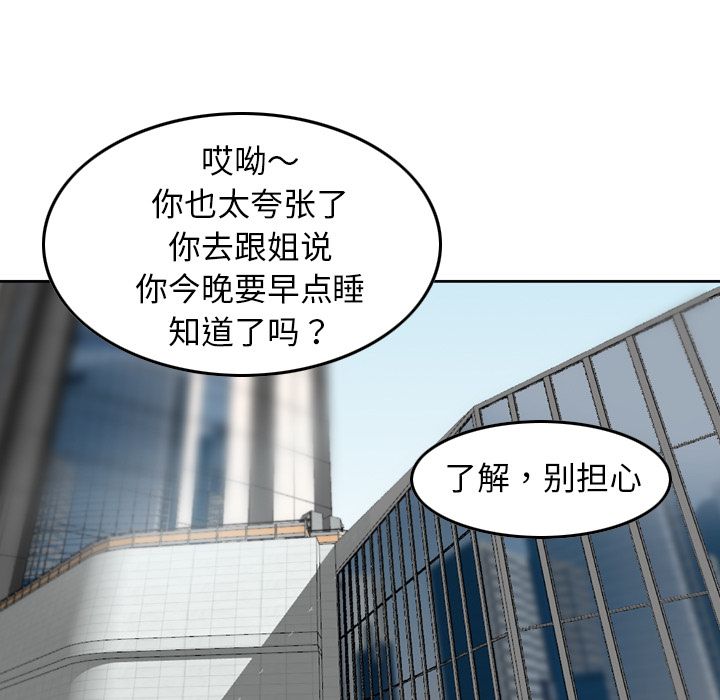 哎呦～
你也太夸张了
你去跟姐说
你今晚要早点睡
知道了吗？
了解，别担心